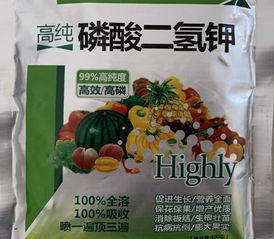 高纯 磷酸二氢钾
99%高纯度
高效/高磷
Highly
100%全溶
100%吸收
喷一遍顶三遍
促进生长/营养全面
保花保果/增产优质
消除板结/生根壮苗
抗病抗倒/膨大果实